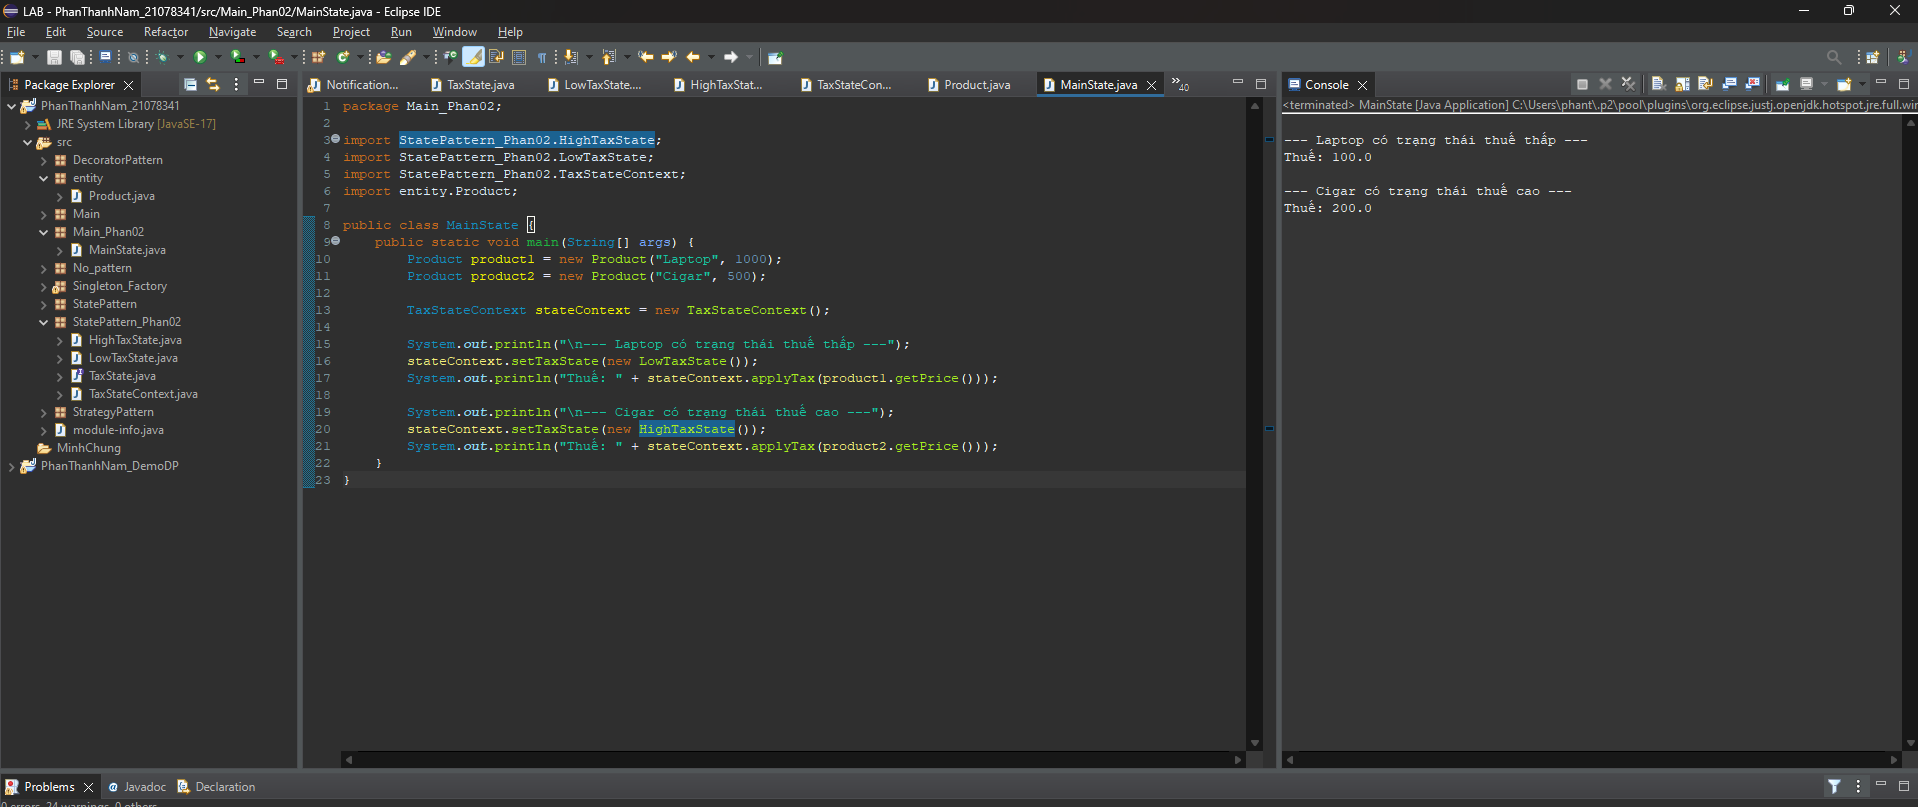 LAB - PhanThanhNam_21078341/src/Main_Phan02/MainState.java - Eclipse IDE
File Edit Source Refactor Navigate Search Project Run Window Help
Package Explorer
PhanThanhNam_21078341
JRE System Library [JavaSE-17]
src
DecoratorPattern
entity
Product.java
Main
Main_Phan02
MainState.java
No_pattern
Singleton_Factory
StatePattern
StatePattern_Phan02
HighTaxState.java
LowTaxState.java
TaxState.java
TaxStateContext.java
StrategyPattern
module-info.java
MinhChung
PhanThanhNam_DemoDP
Notification... TaxState.java LowTaxState.... HighTaxStat... TaxStateCon... Product.java MainState.java »40
1 package Main_Phan02;
2
3 import StatePattern_Phan02.HighTaxState;
4 import StatePattern_Phan02.LowTaxState;
5 import StatePattern_Phan02.TaxStateContext;
6 import entity.Product;
7
8 public class MainState {
9 public static void main(String[] args) {
10 Product product1 = new Product("Laptop", 1000);
11 Product product2 = new Product("Cigar", 500);
12
13 TaxStateContext stateContext = new TaxStateContext();
14
15 System.out.println("\n--- Laptop có trạng thái thuế thấp ---");
16 stateContext.setTaxState(new LowTaxState());
17 System.out.println("Thuế: " + stateContext.applyTax(product1.getPrice()));
18
19 System.out.println("\n--- Cigar có trạng thái thuế cao ---");
20 stateContext.setTaxState(new HighTaxState());
21 System.out.println("Thuế: " + stateContext.applyTax(product2.getPrice()));
22 }
23 }
Console
<terminated> MainState [Java Application] C:\Users\phant\.p2\pool\plugins\org.eclipse.justj.openjdk.hotspot.jre.full.wir
--- Laptop có trạng thái thuế thấp ---
Thuế: 100.0
--- Cigar có trạng thái thuế cao ---
Thuế: 200.0
Problems Javadoc Declaration
0 errors, 24 warnings, 0 others